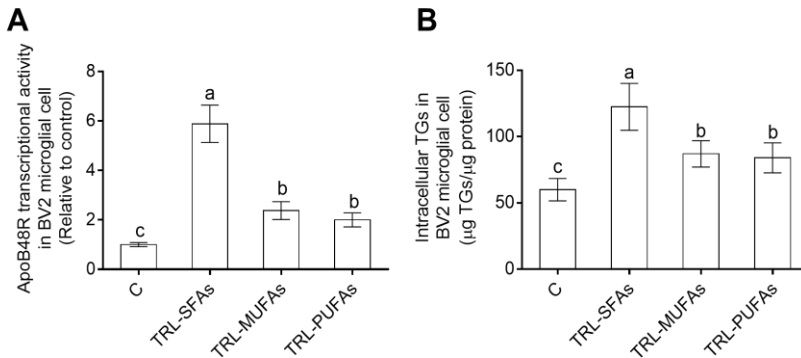 A
ApoB48R transcriptional activity
in BV2 microglial cell
(Relative to control)
8
6
4
2
0
c
a
b
b
C
TRL-SFAs
TRL-MUFAs
TRL-PUFAs
B
Intracellular TGs in
BV2 microglial cell
(µg TGs/µg protein)
150
100
50
0
c
a
b
b
C
TRL-SFAs
TRL-MUFAs
TRL-PUFAs